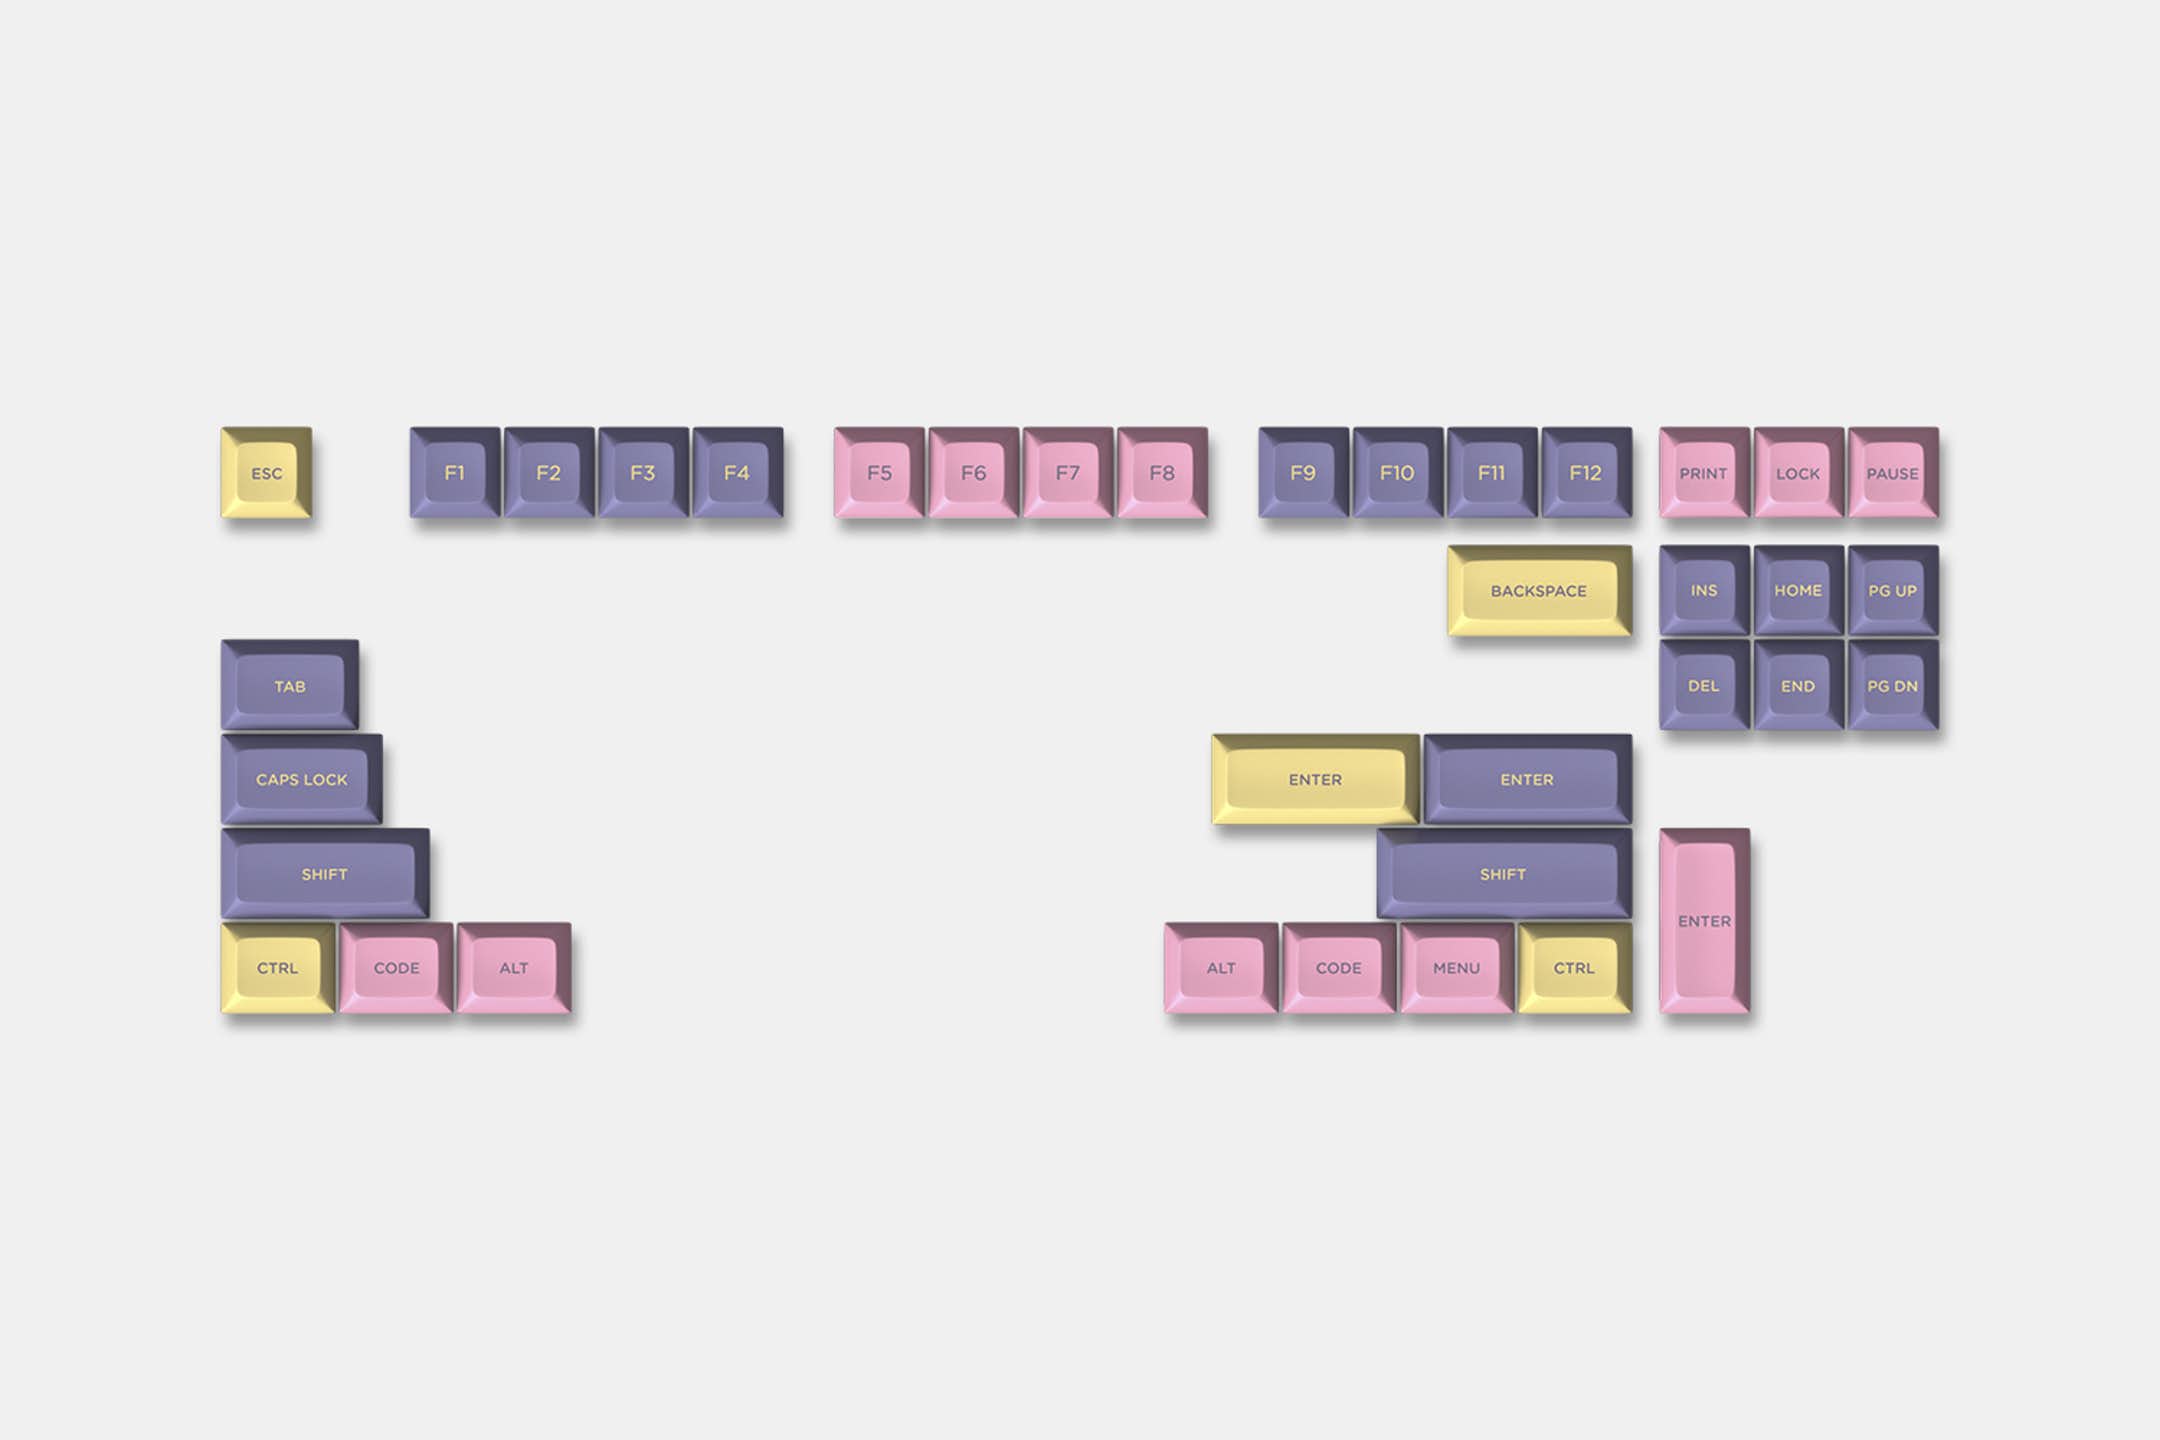 ESC F1 F2 F3 F4 F5 F6 F7 F8 F9 F10 F11 F12 PRINT LOCK PAUSE
BACKSPACE INS HOME PG UP
TAB DEL END PG DN
CAPS LOCK ENTER ENTER
SHIFT SHIFT
ENTER
CTRL CODE ALT ALT CODE MENU CTRL